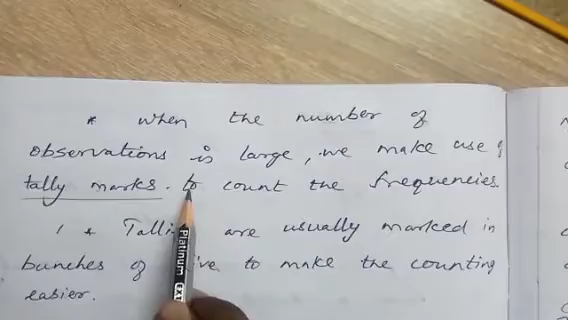 * When the number of
observations is large, we make use
tally marks. to count the frequencies.
* are usually marked in
bunches of to make the counting
easier.
Platinum
EXT